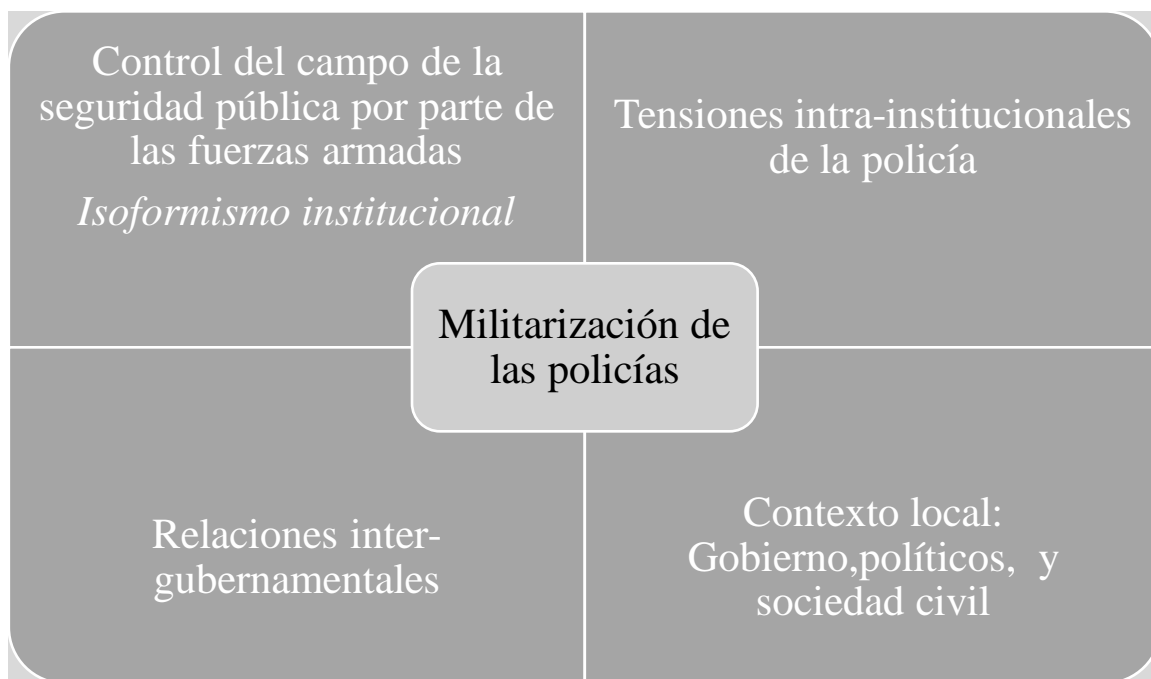 Control del campo de la
seguridad pública por parte de
las fuerzas armadas
Isoformismo institucional
Tensiones intra-institucionales
de la policía
Militarización de
las policías
Relaciones inter-
gubernamentales
Contexto local:
Gobierno,políticos, y
sociedad civil